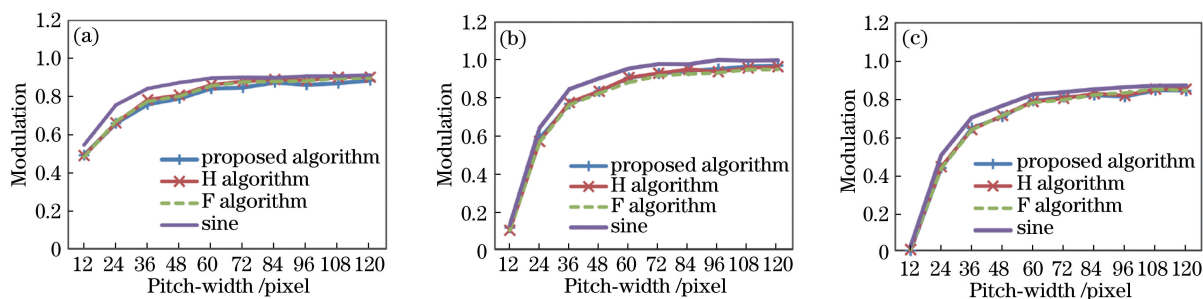 (a)
1.2
1.0
0.8
0.6
0.4
0.2
0
Modulation
proposed algorithm
H algorithm
F algorithm
sine
12 24 36 48 60 72 84 96 108 120
Pitch-width /pixel
(b)
1.2
1.0
0.8
0.6
0.4
0.2
0
Modulation
proposed algorithm
H algorithm
F algorithm
sine
12 24 36 48 60 72 84 96 108 120
Pitch-width /pixel
(c)
1.2
1.0
0.8
0.6
0.4
0.2
0
Modulation
proposed algorithm
H algorithm
F algorithm
sine
12 24 36 48 60 72 84 96 108 120
Pitch-width /pixel